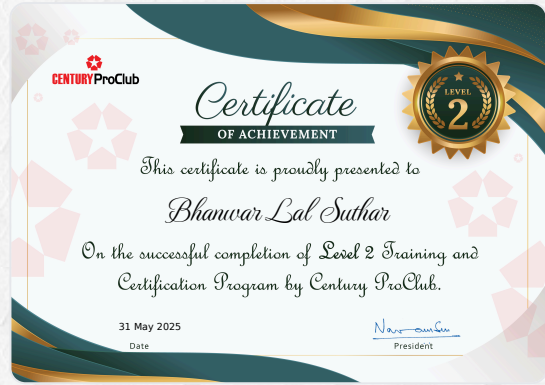 CENTURY ProClub
LEVEL
2
Certificate
OF ACHIEVEMENT
This certificate is proudly presented to
Bhanwar Lal Suthar
On the successful completion of Level 2 Training and
Certification Program by Century ProClub.
31 May 2025
Date
President